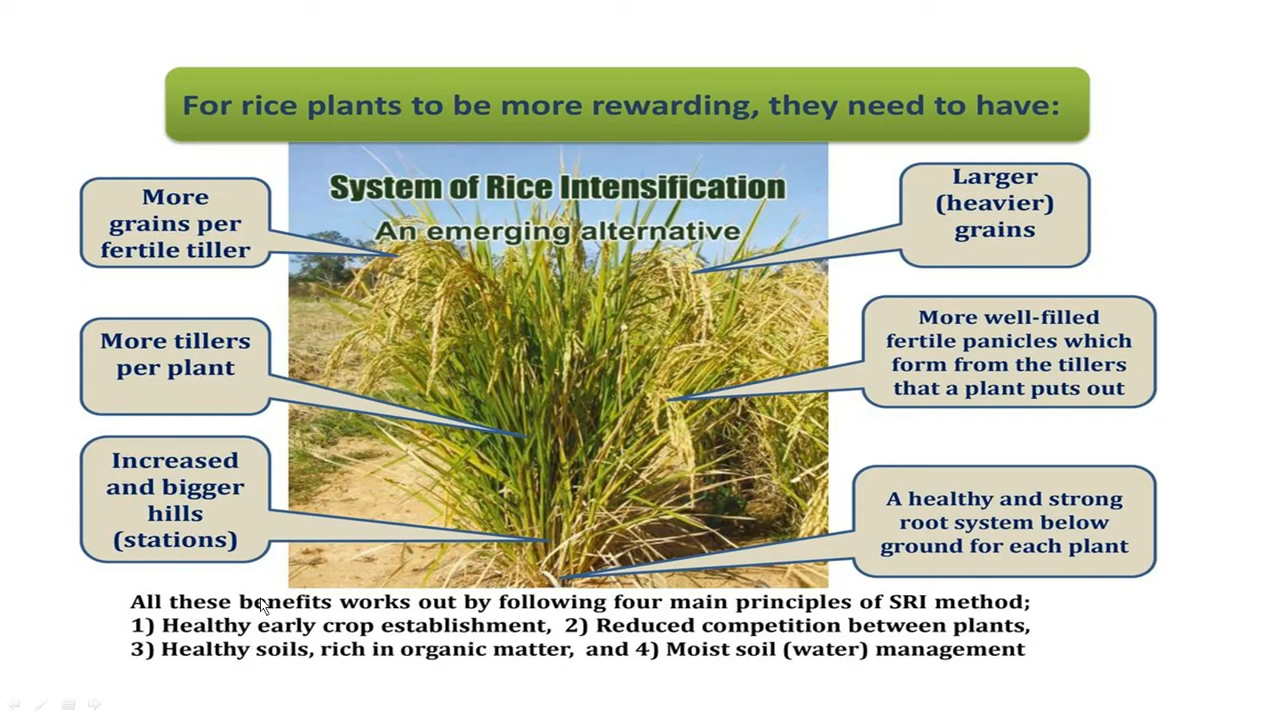 For rice plants to be more rewarding, they need to have:
System of Rice Intensification
An emerging alternative
More
grains per
fertile tiller
Larger
(heavier)
grains
More tillers
per plant
More well-filled
fertile panicles which
form from the tillers
that a plant puts out
Increased
and bigger
hills
(stations)
A healthy and strong
root system below
ground for each plant
All these benefits works out by following four main principles of SRI method;
1) Healthy early crop establishment, 2) Reduced competition between plants,
3) Healthy soils, rich in organic matter, and 4) Moist soil (water) management